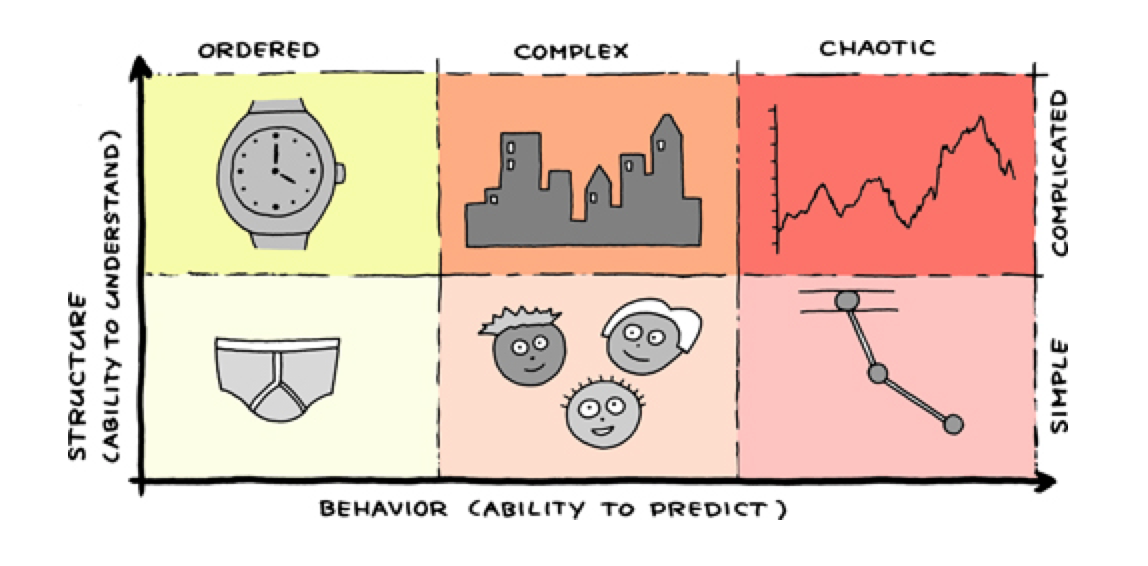 ORDERED
COMPLEX
CHAOTIC
STRUCTURE
(ABILITY TO UNDERSTAND)
COMPLICATED
SIMPLE
BEHAVIOR (ABILITY TO PREDICT)